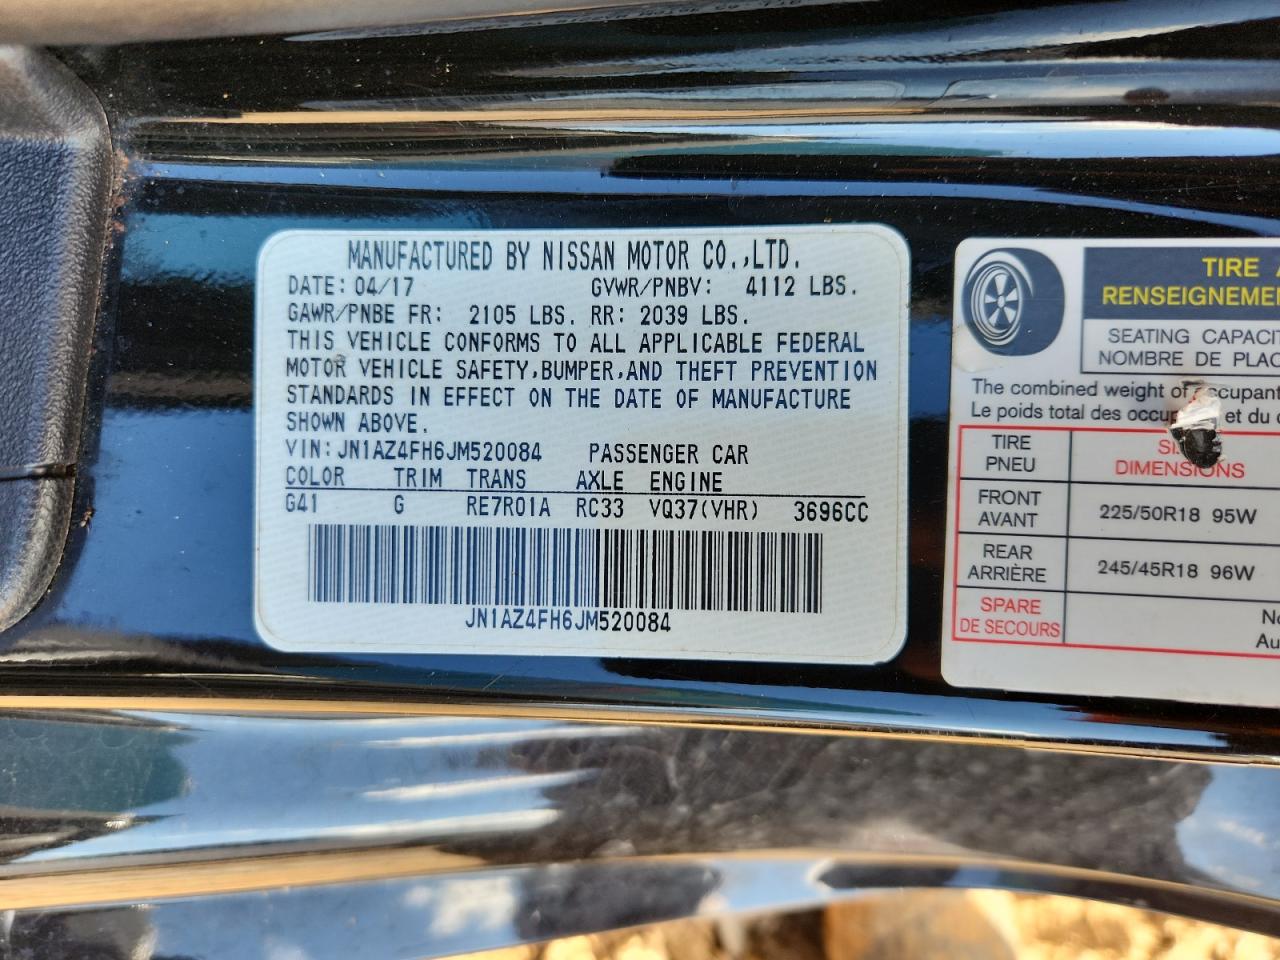 MANUFACTURED BY NISSAN MOTOR CO.,LTD.
DATE: 04/17 GVWR/PNBV: 4112 LBS.
GAWR/PNBE FR: 2105 LBS. RR: 2039 LBS.
THIS VEHICLE CONFORMS TO ALL APPLICABLE FEDERAL
MOTOR VEHICLE SAFETY,BUMPER,AND THEFT PREVENTION
STANDARDS IN EFFECT ON THE DATE OF MANUFACTURE
SHOWN ABOVE.
VIN: JN1AZ4FH6JM520084 PASSENGER CAR
COLOR TRIM TRANS AXLE ENGINE
G41 G RE7R01A RC33 VQ37(VHR) 3696CC
JN1AZ4FH6JM520084
TIRE
RENSEIGNEME
SEATING CAPACI
NOMBRE DE PLAC
The combined weight of
Le poids total des et du
TIRE
PNEU
DIMENSIONS
FRONT
AVANT
225/50R18 95W
REAR
ARRIÈRE
245/45R18 96W
SPARE
DE SECOURS